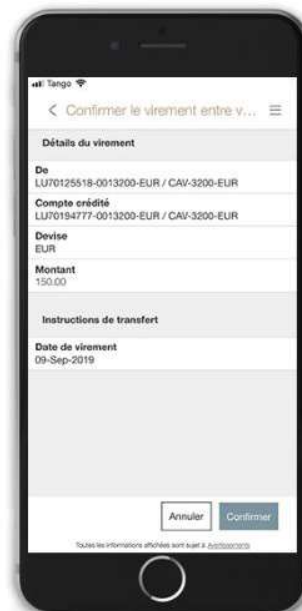 Tango
Confirmer le virement entre v...
Détails du virement
De
LU70125518-0013200-EUR / CAV-3200-EUR
Compte crédité
LU70194777-0013200-EUR / CAV-3200-EUR
Devise
EUR
Montant
150.00
Instructions de transfert
Date de virement
09-Sep-2019
Annuler Confirmer
Toutes les informations affichées sont sujet à Avertissements